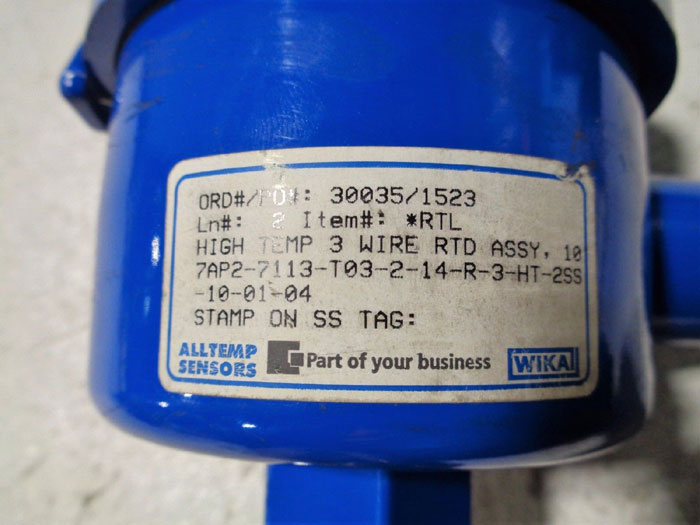 ORD#/PO#: 30035/1523
Ln#: 2 Item#: *RTL
HIGH TEMP 3 WIRE RTD ASSY, 10
7AP2-7113-T03-2-14-R-3-HT-2SS
-10-01-04
STAMP ON SS TAG:
ALLTEMP
SENSORS
Part of your business
WIKA